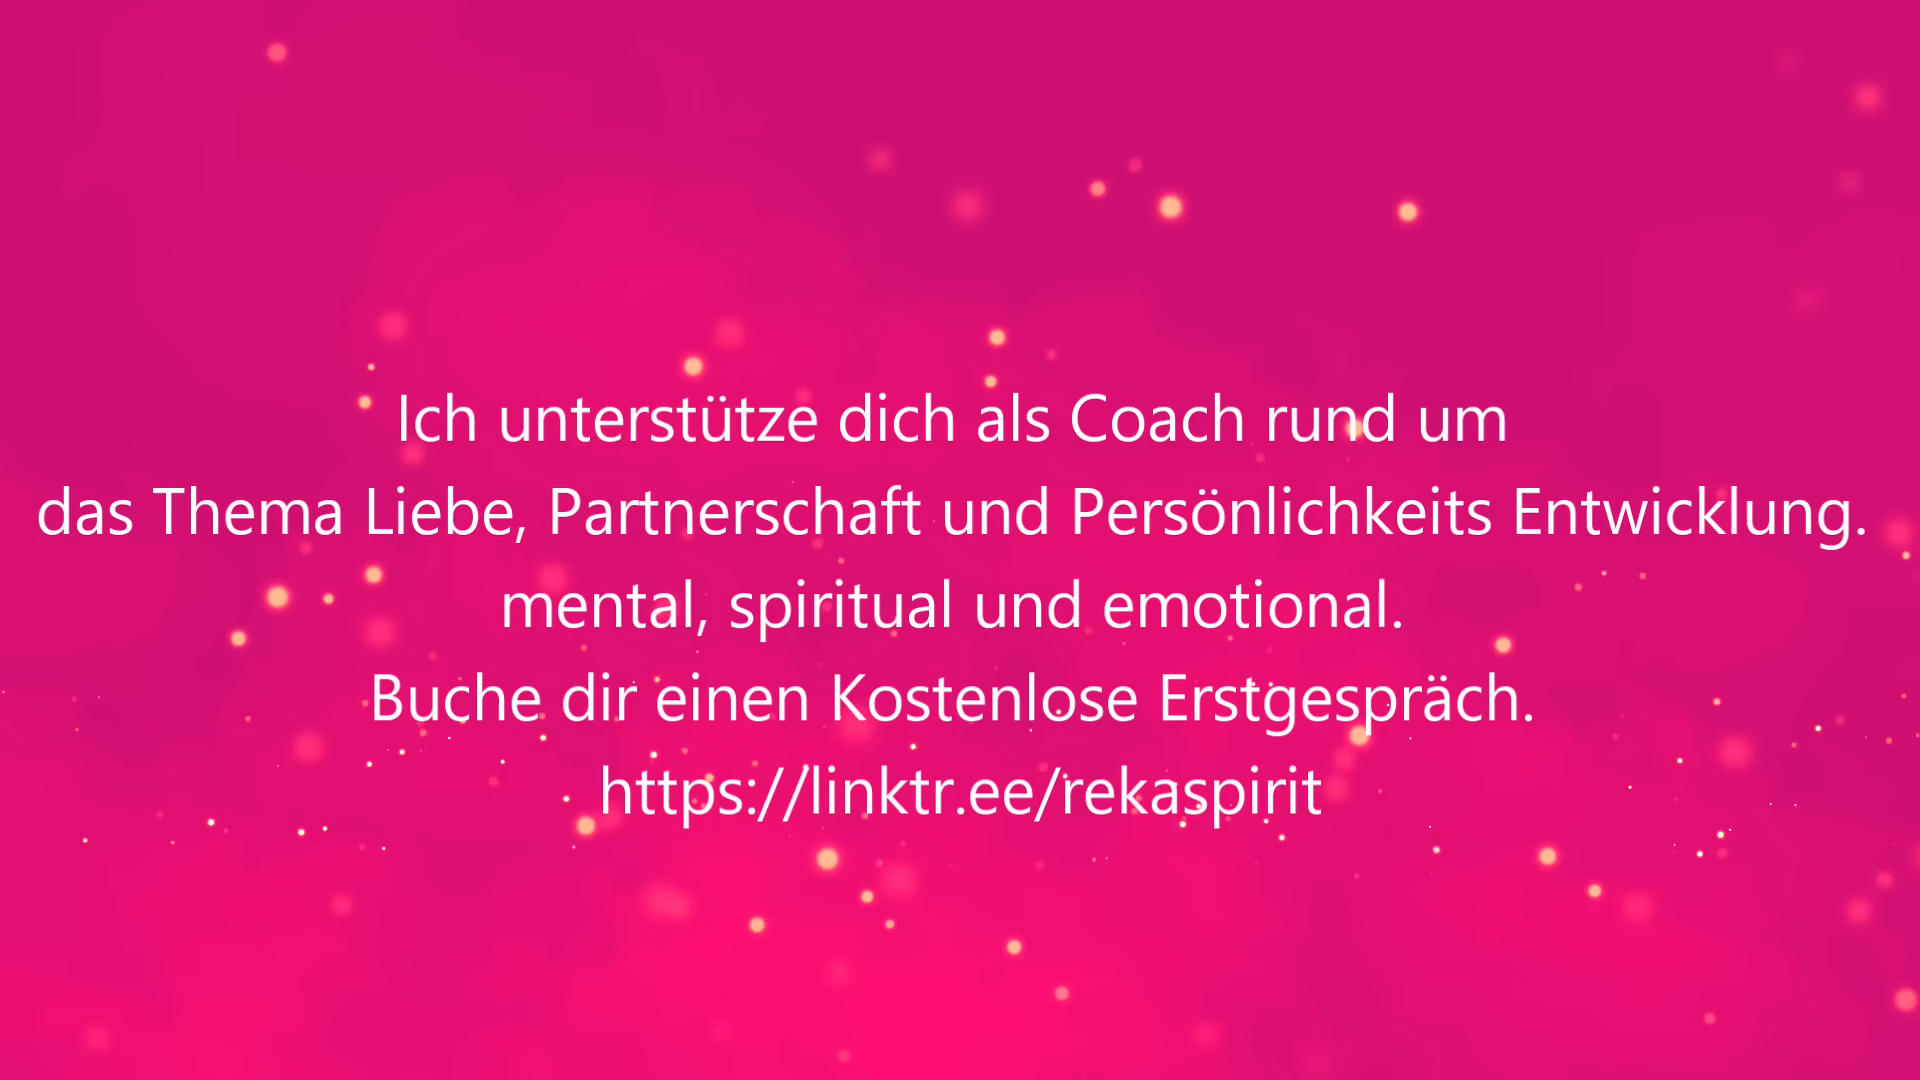 Ich unterstütze dich als Coach rund um
das Thema Liebe, Partnerschaft und Persönlichkeits Entwicklung.
mental, spiritual und emotional.
Buche dir einen Kostenlose Erstgespräch.
https://linktr.ee/rekaspirit